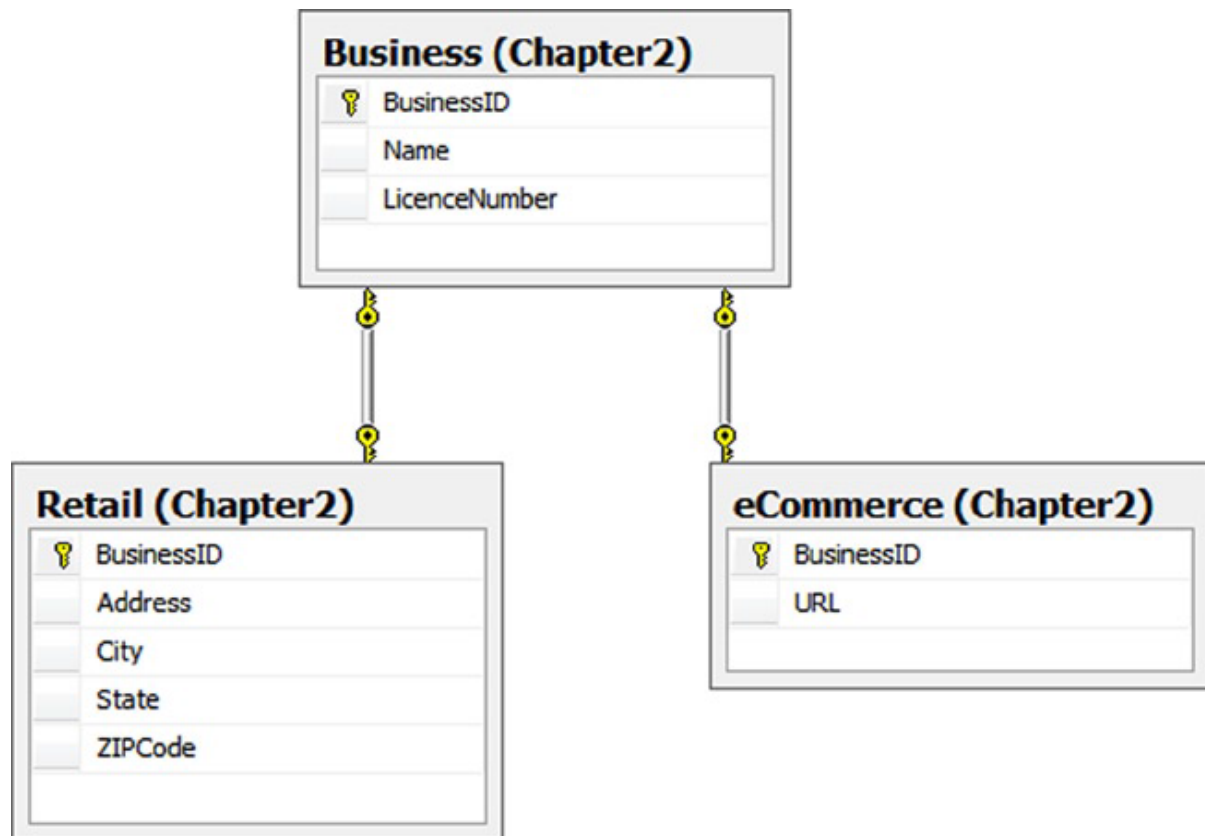 Business (Chapter2)
BusinessID
Name
LicenceNumber
Retail (Chapter2)
BusinessID
Address
City
State
ZIPCode
eCommerce (Chapter2)
BusinessID
URL